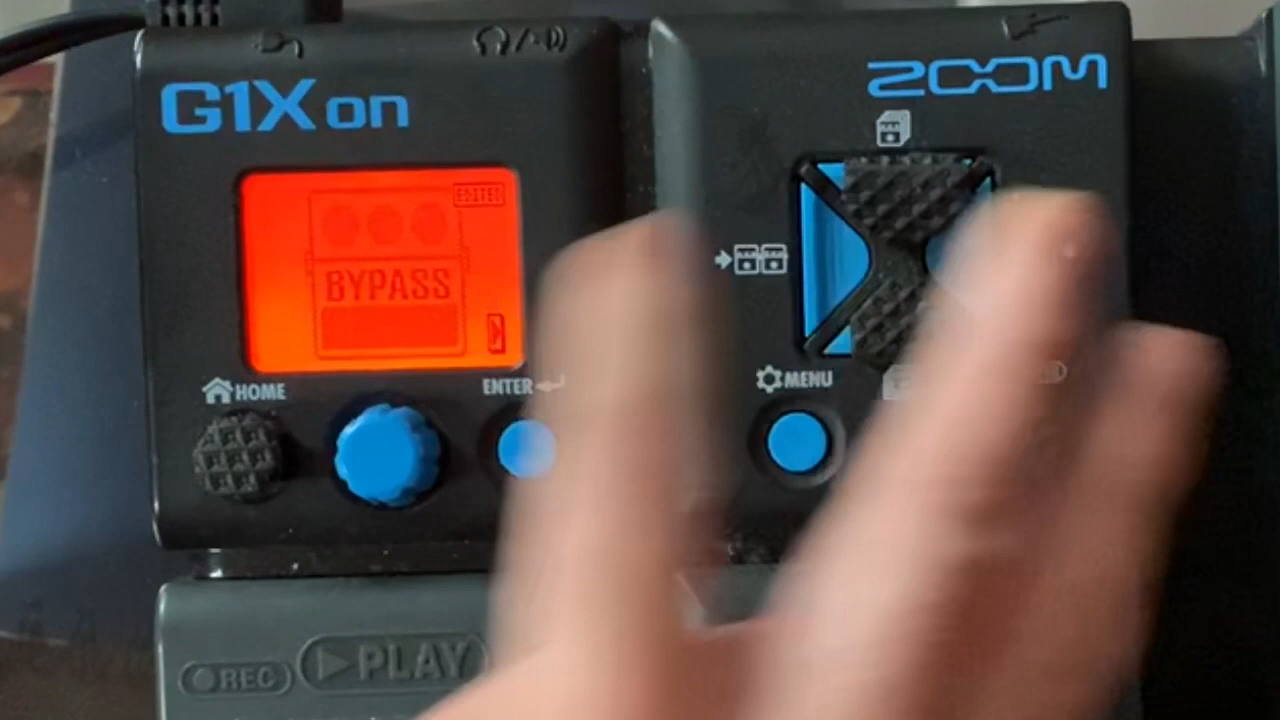 G1X on
ZOOM
EDITED
BYPASS
HOME
ENTER
MENU
REC
PLAY